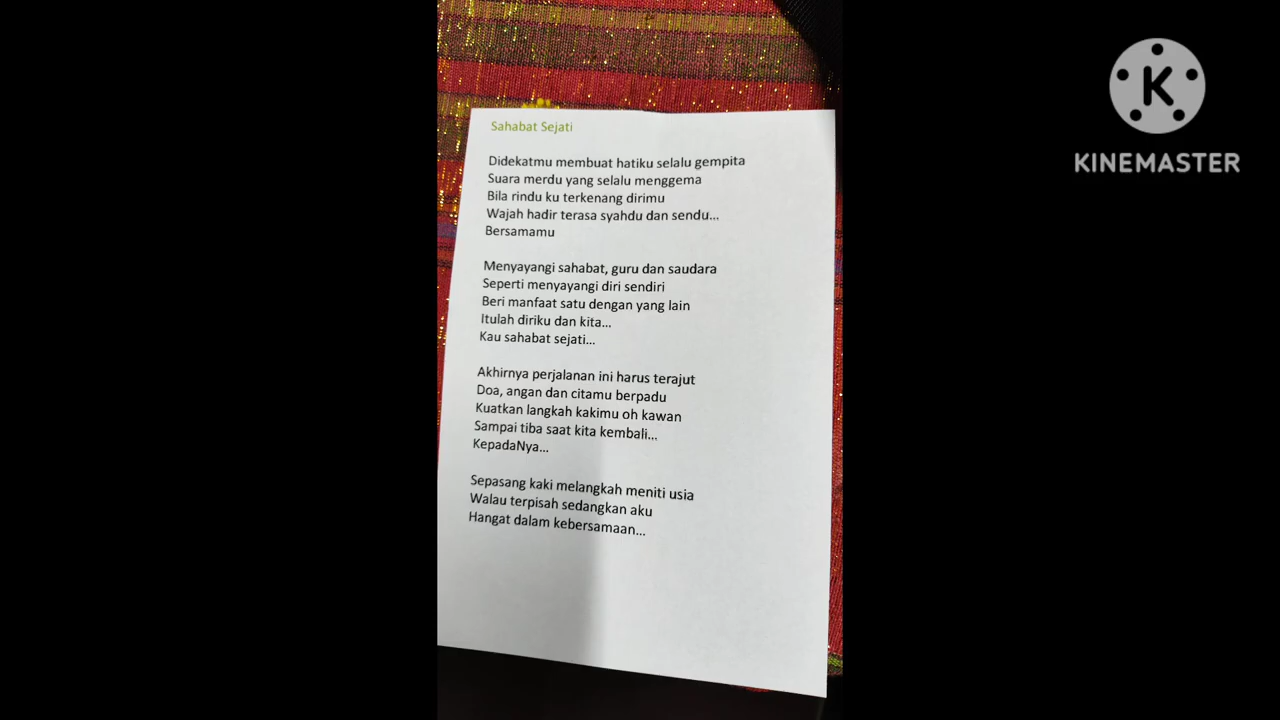 Sahabat Sejati
Didekatmu membuat hatiku selalu gempita
Suara merdu yang selalu menggema
Bila rindu ku terkenang dirimu
Wajah hadir terasa syahdu dan sendu...
Bersamamu
Menyayangi sahabat, guru dan saudara
Seperti menyayangi diri sendiri
Beri manfaat satu dengan yang lain
Itulah diriku dan kita...
Kau sahabat sejati...
Akhirnya perjalanan ini harus terajut
Doa, angan dan citamu berpadu
Kuatkan langkah kakimu oh kawan
Sampai tiba saat kita kembali...
KepadaNya...
Sepasang kaki melangkah meniti usia
Walau terpisah sedangkan aku
Hangat dalam kebersamaan...
K
KINEMASTER